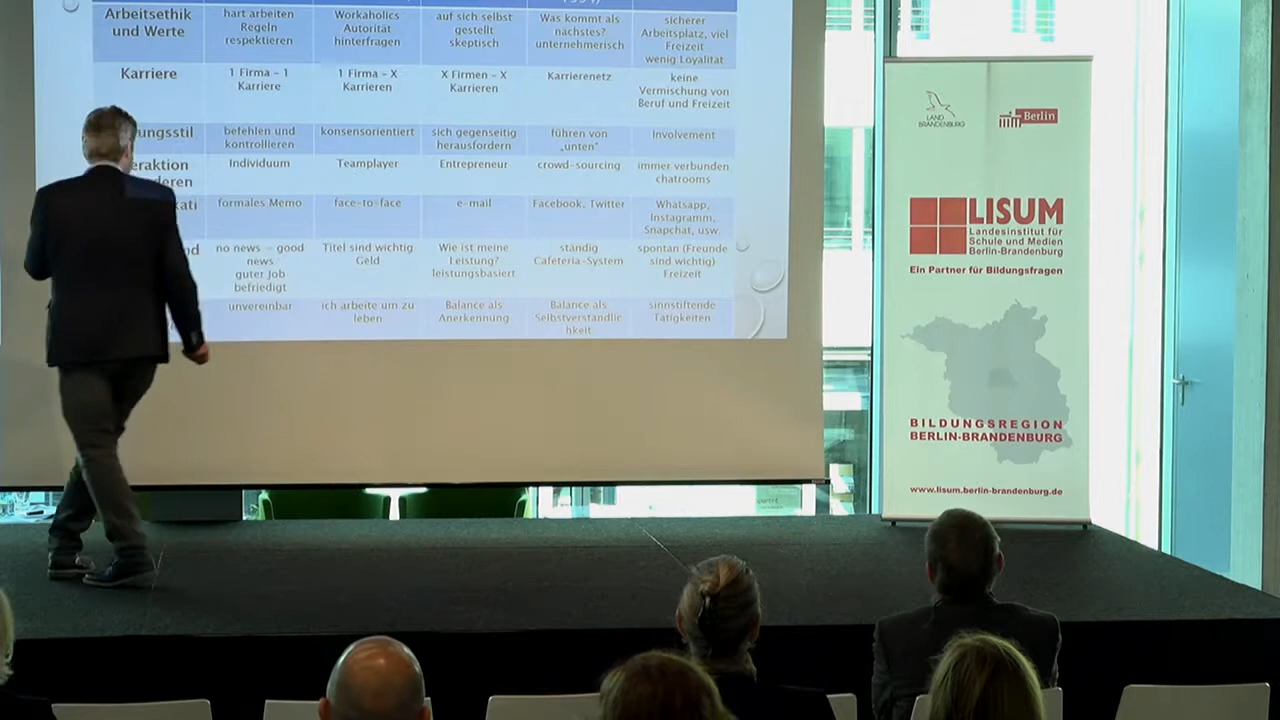 1994)
Arbeitsethik
und Werte
hart arbeiten
Regeln
respektieren
Workaholics
Autorität
hinterfragen
auf sich selbst
gestellt
skeptisch
Was kommt als
nächstes?
unternehmerisch
sicherer
Arbeitsplatz, viel
Freizeit
wenig Loyalität
Karriere
1 Firma – 1
Karriere
1 Firma – X
Karrieren
X Firmen – X
Karrieren
Karrierenetz
keine
Vermischung von
Beruf und Freizeit
ungsstil
befehlen und
kontrollieren
konsensorientiert
sich gegenseitig
herausfordern
führen von
„unten“
Involvement
eraktion
deren
Individuum
Teamplayer
Entrepreneur
crowd-sourcing
immer verbunden
chatrooms
kati
formales Memo
face-to-face
e-mail
Facebook, Twitter
Whatsapp,
Instagramm,
Snapchat, usw.
nd
no news – good
news
guter Job
befriedigt
Titel sind wichtig
Geld
Wie ist meine
Leistung?
leistungsbasiert
ständig
Cafeteria-System
spontan (Freunde
sind wichtig)
Freizeit
unvereinbar
ich arbeite um zu
leben
Balance als
Anerkennung
Balance als
Selbstverständlic
hkeit
sinnstiftende
Tätigkeiten
LAND
BRANDENBURG
Berlin
LISUM
Landesinstitut für
Schule und Medien
Berlin-Brandenburg
Ein Partner für Bildungsfragen
BILDUNGSREGION
BERLIN-BRANDENBURG
www.lisum.berlin-brandenburg.de